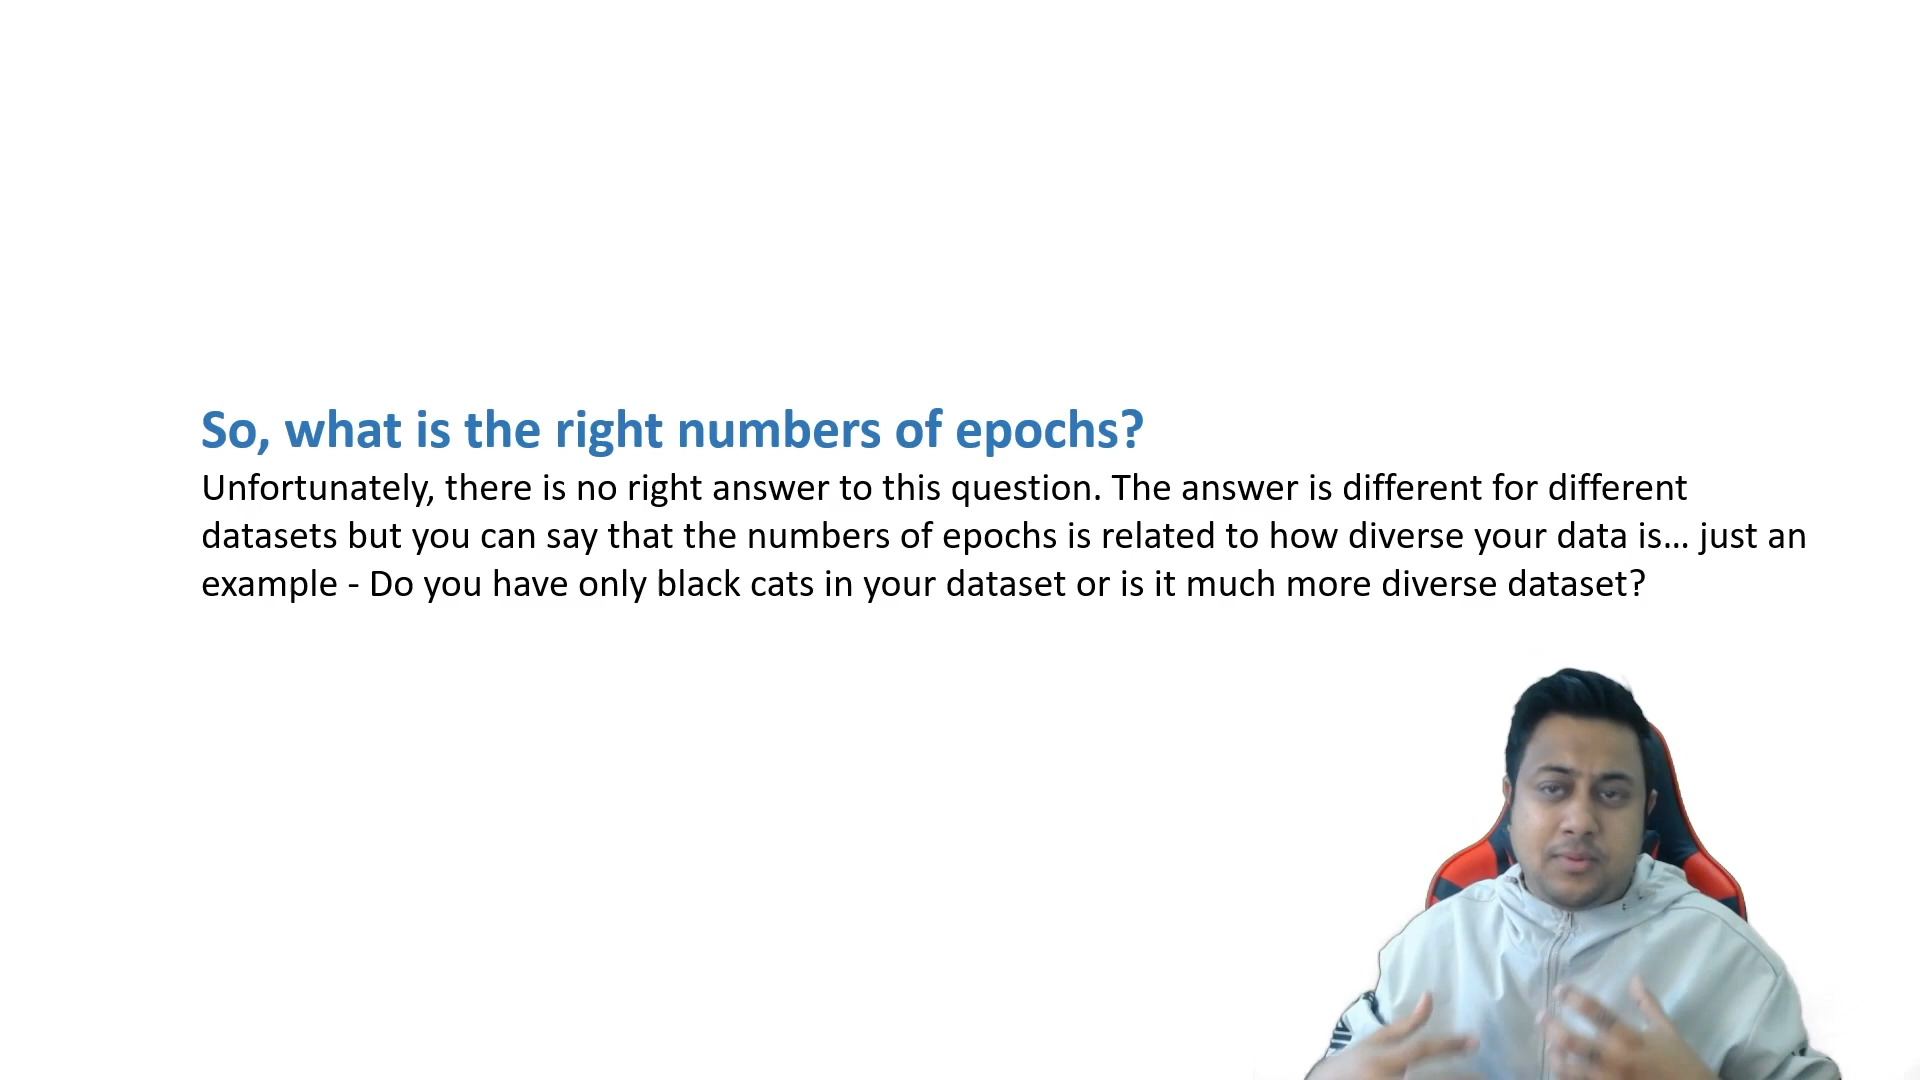 So, what is the right numbers of epochs?
Unfortunately, there is no right answer to this question. The answer is different for different
datasets but you can say that the numbers of epochs is related to how diverse your data is... just an
example - Do you have only black cats in your dataset or is it much more diverse dataset?